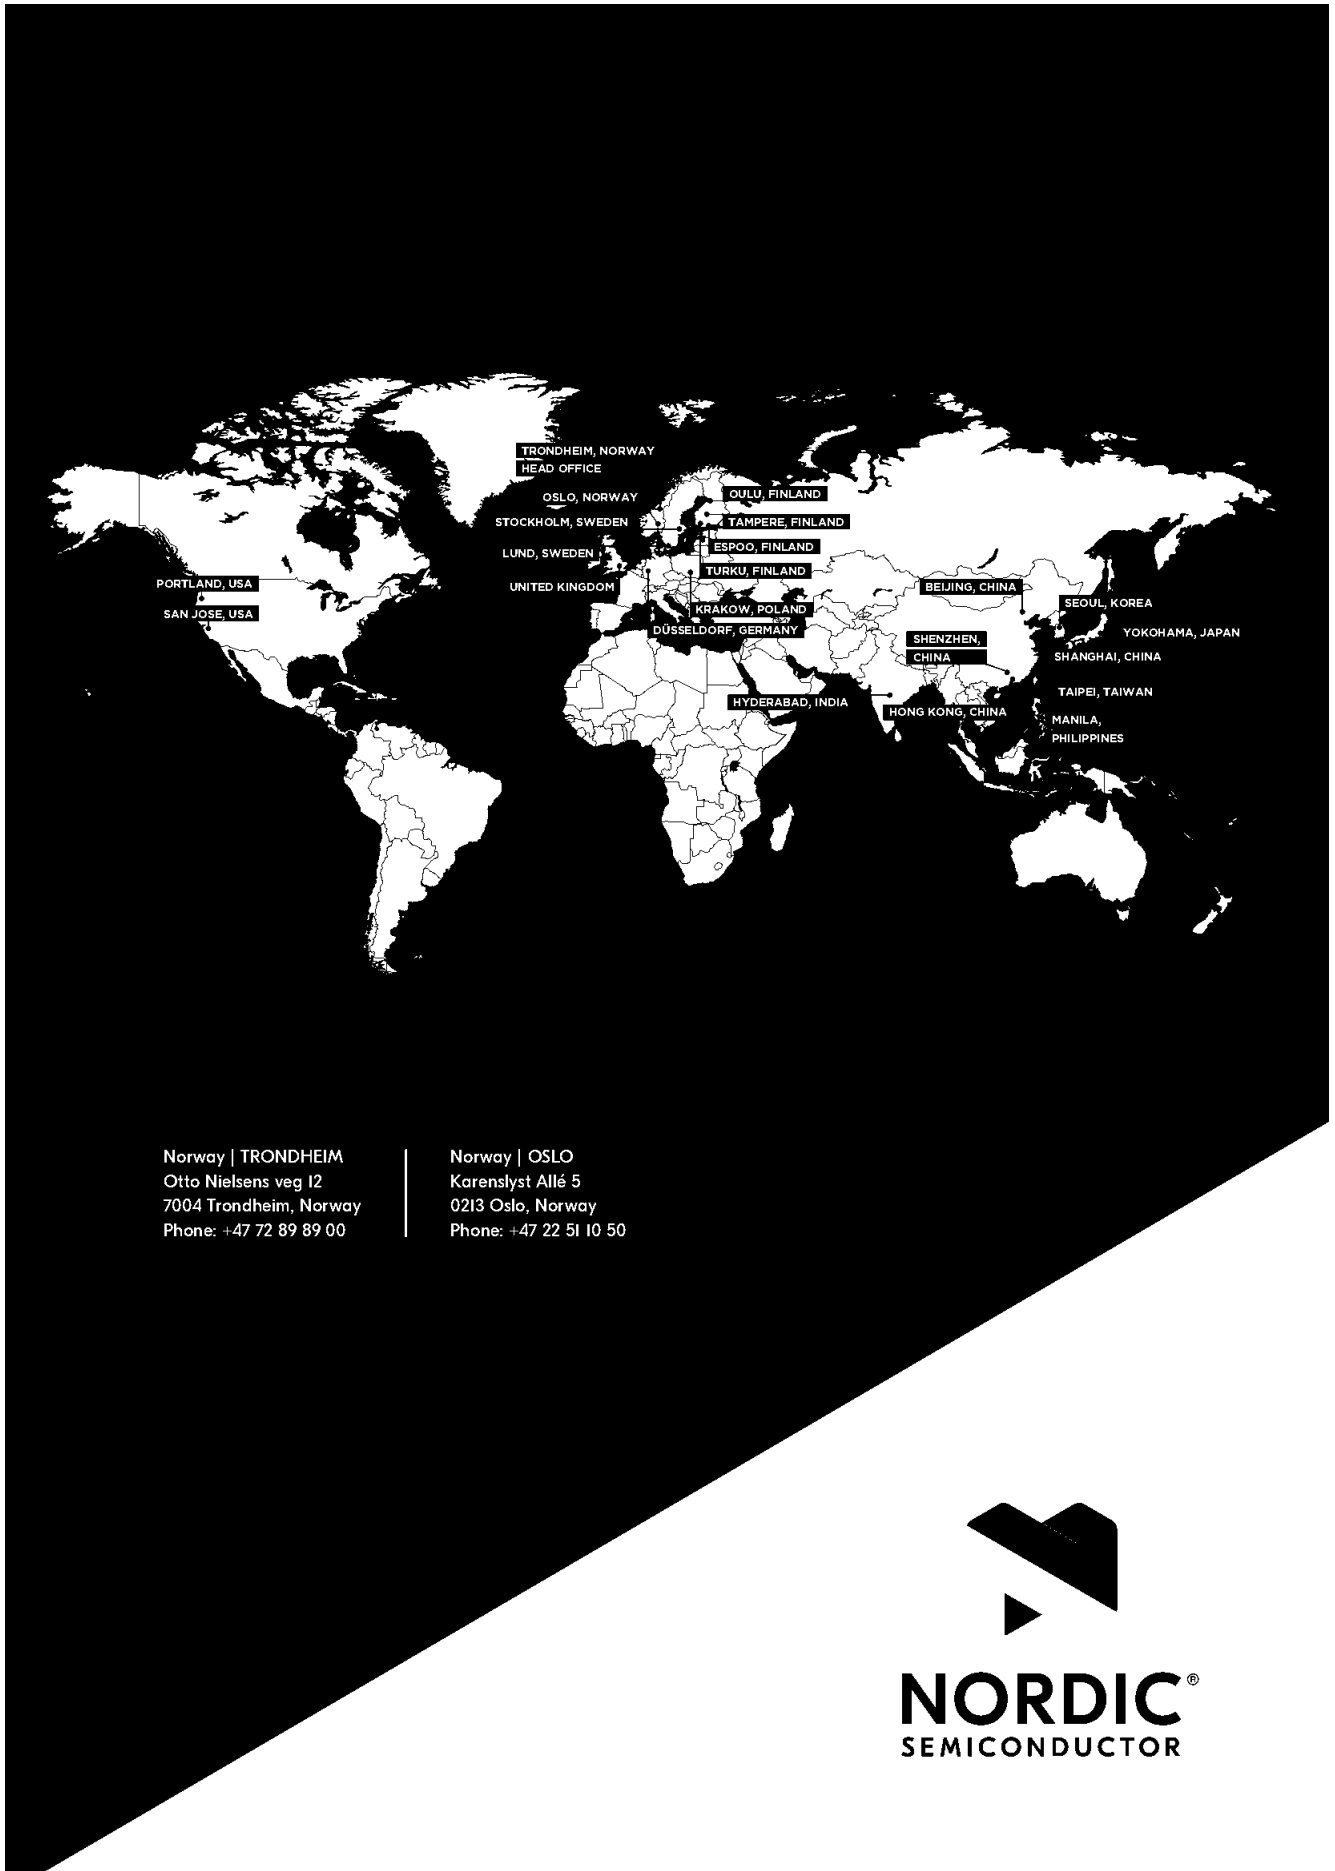 TRONDHEIM, NORWAY
HEAD OFFICE
OSLO, NORWAY
OULU, FINLAND
STOCKHOLM, SWEDEN
TAMPERE, FINLAND
LUND, SWEDEN
ESPOO, FINLAND
TURKU, FINLAND
UNITED KINGDOM
PORTLAND, USA
BEIJING, CHINA
SAN JOSE, USA
KRAKOW, POLAND
SEOUL, KOREA
DÜSSELDORF, GERMANY
YOKOHAMA, JAPAN
SHENZHEN,
CHINA
SHANGHAI, CHINA
HYDERABAD, INDIA
TAIPEI, TAIWAN
HONG KONG, CHINA
MANILA,
PHILIPPINES
Norway | TRONDHEIM
Otto Nielsens veg 12
7004 Trondheim, Norway
Phone: +47 72 89 89 00
Norway | OSLO
Karenslyst Allé 5
0213 Oslo, Norway
Phone: +47 22 51 10 50
NORDIC®
SEMICONDUCTOR